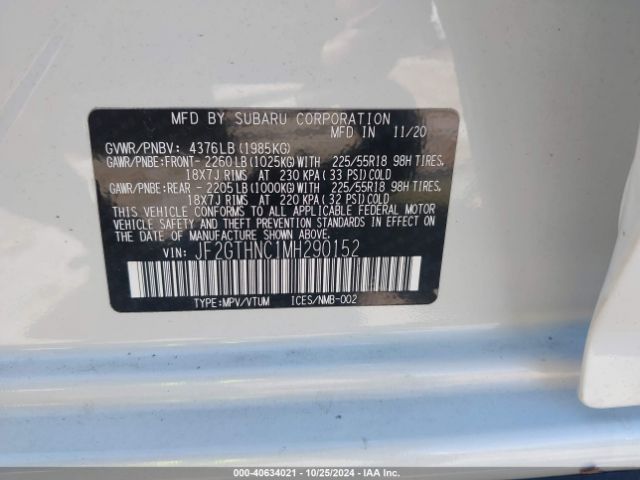 MFD BY SUBARU CORPORATION
MFD IN 11/20
GVWR/PNBV: 4376LB(1985KG)
GAWR/PNBE:FRONT- 2260LB(1025KG)WITH 225/55R18 98H TIRES,
18X7J RIMS AT 230 KPA(33 PSI)COLD
GAWR/PNBE:REAR - 2205LB(1000KG)WITH 225/55R18 98H TIRES,
18X7J RIMS AT 220 KPA(32 PSI)COLD
THIS VEHICLE CONFORMS TO ALL APPLICABLE FEDERAL MOTOR
VEHICLE SAFETY AND THEFT PREVENTION STANDARDS IN EFFECT ON
THE DATE OF MANUFACTURE SHOWN ABOVE.
VIN: JF2GTHNC1MH290152
TYPE:MPV/VTUM ICES/NMB-002
000-40634021 - 10/25/2024 - IAA Inc.